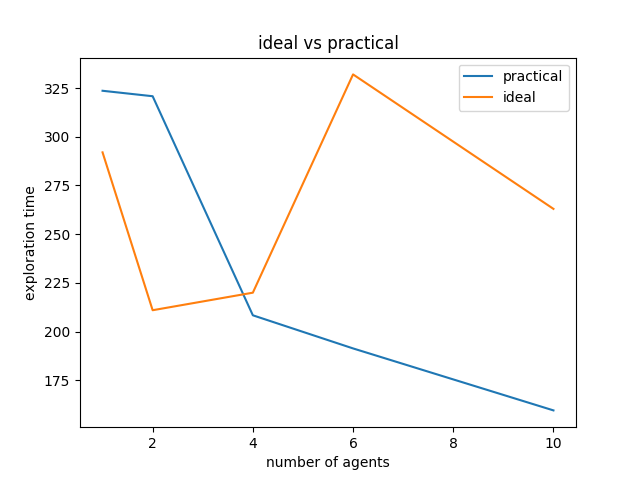 ideal vs practical
practical
ideal
exploration time
325
300
275
250
225
200
175
2
4
6
8
10
number of agents